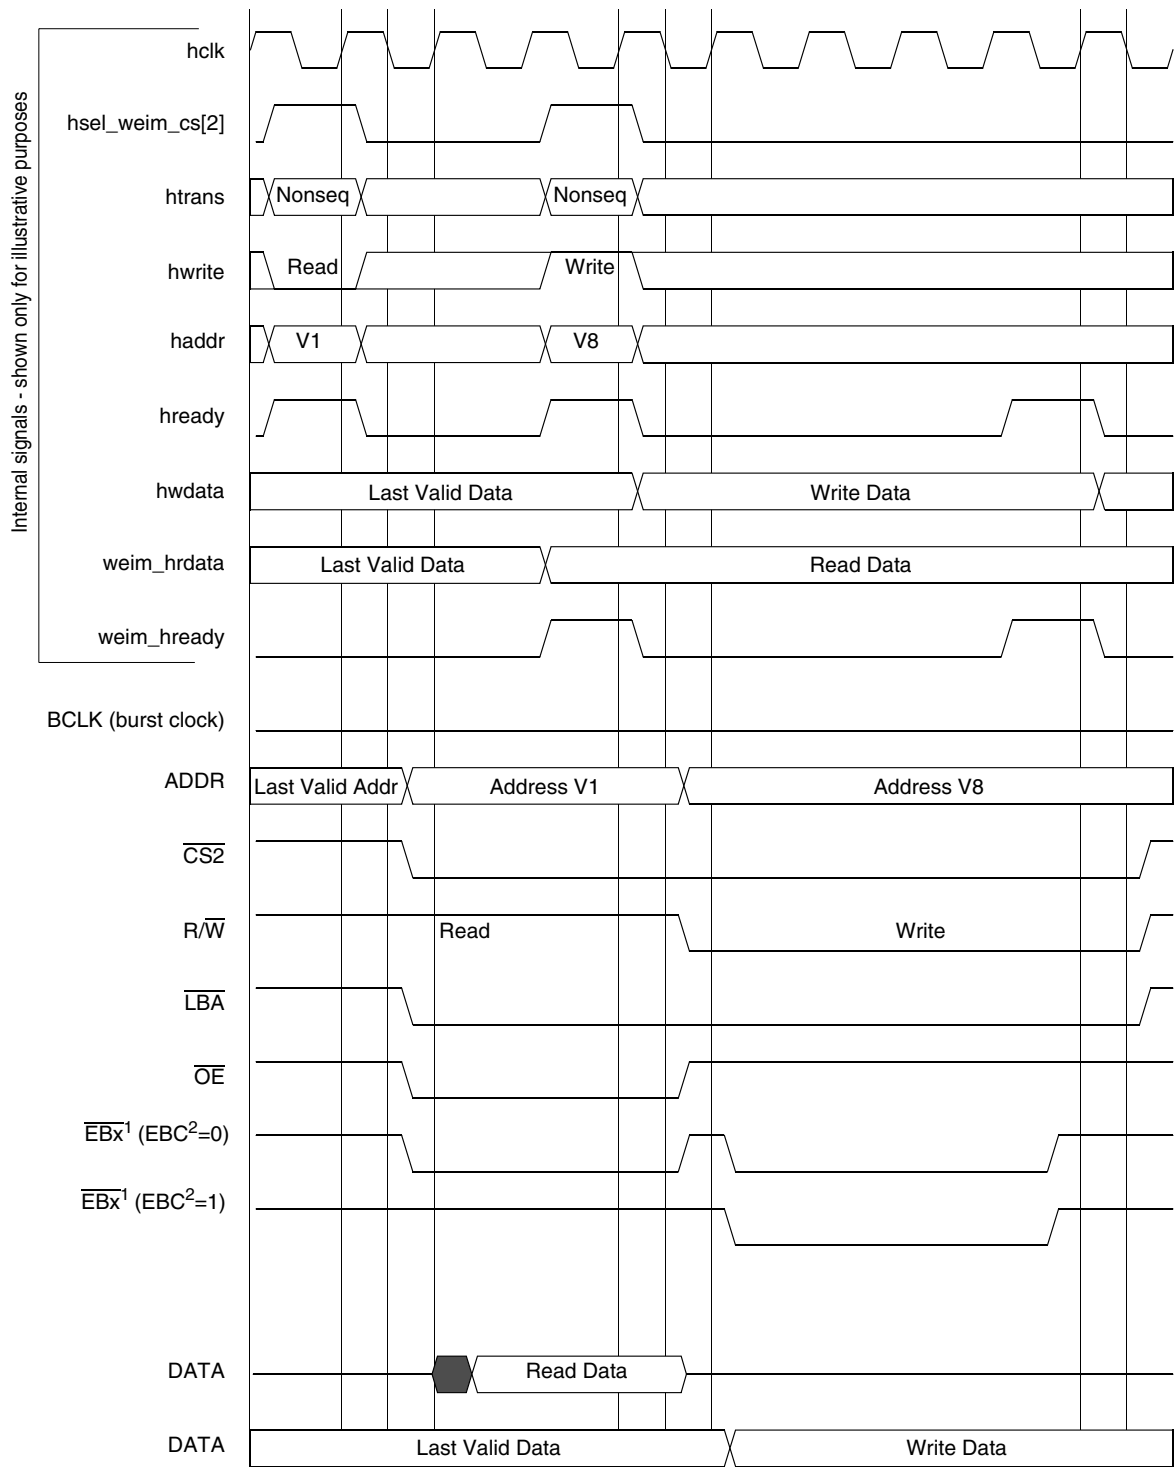 Internal signals - shown only for illustrative purposes
hclk
hsel_weim_cs[2]
htrans Nonseq Nonseq
hwrite Read Write
haddr V1 V8
hready
hwdata Last Valid Data Write Data
weim_hrdata Last Valid Data Read Data
weim_hready
BCLK (burst clock)
ADDR Last Valid Addr Address V1 Address V8
CS2
R/W Read Write
LBA
OE
EBx¹ (EBC²=0)
EBx¹ (EBC²=1)
DATA Read Data
DATA Last Valid Data Write Data